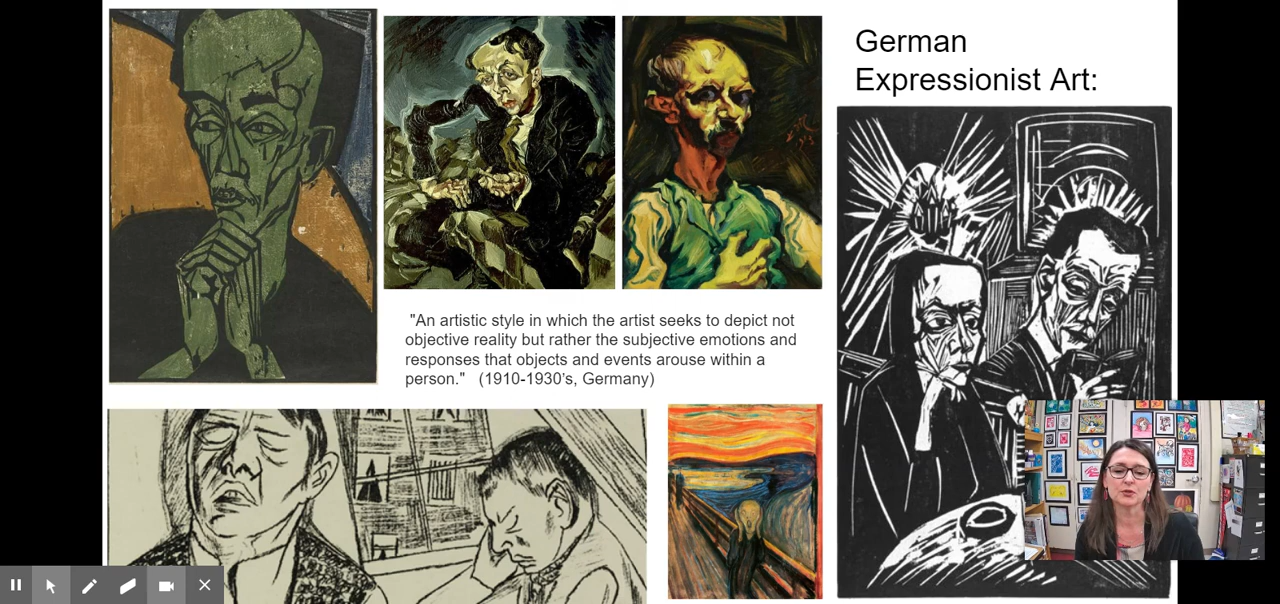 German
Expressionist Art:
"An artistic style in which the artist seeks to depict not
objective reality but rather the subjective emotions and
responses that objects and events arouse within a
person." (1910-1930's, Germany)